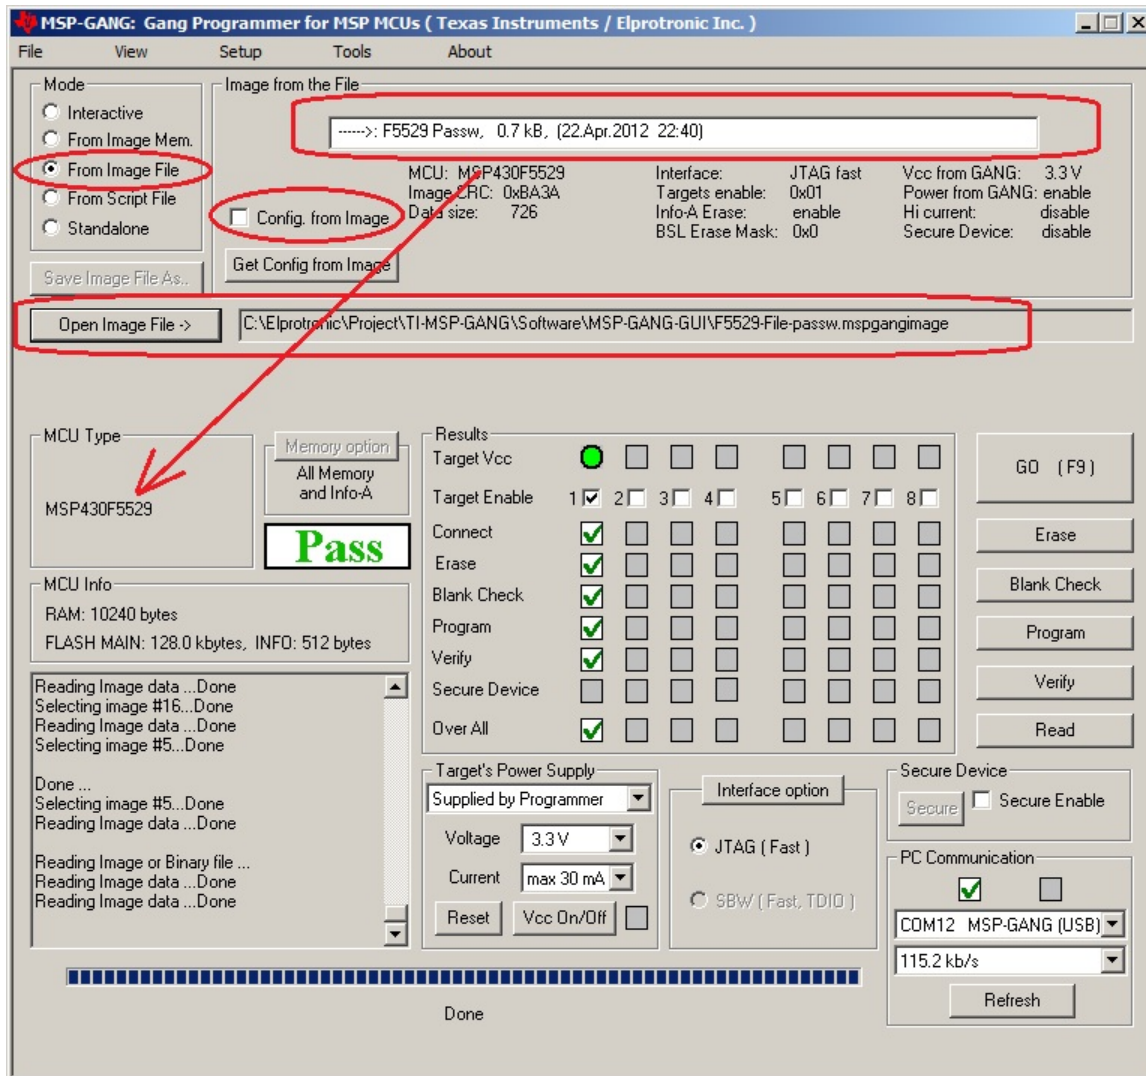 MSP-GANG: Gang Programmer for MSP MCUs ( Texas Instruments / Elprotronic Inc. )
File View Setup Tools About
Mode
Interactive
From Image Mem.
From Image File
From Script File
Standalone
Save Image File As..
Image from the File
----->: F5529 Passw, 0.7 kB, (22.Apr.2012 22:40)
Config. from Image
Get Config from Image
MCU: MSP430F5529
Image CRC: 0xBA3A
Data size: 726
Interface: JTAG fast
Targets enable: 0x01
Info-A Erase: enable
BSL Erase Mask: 0x0
Vcc from GANG: 3.3 V
Power from GANG: enable
Hi current: disable
Secure Device: disable
Open Image File -> C:\Elprotronic\Project\TI-MSP-GANG\Software\MSP-GANG-GUI\F5529-File-passw.mspgangimage
MCU Type
MSP430F5529
Memory option
All Memory
and Info-A
Pass
MCU Info
RAM: 10240 bytes
FLASH MAIN: 128.0 kbytes, INFO: 512 bytes
Reading Image data ...Done
Selecting image #16...Done
Reading Image data ...Done
Selecting image #5...Done
Done ...
Selecting image #5...Done
Reading Image data ...Done
Reading Image or Binary file ...
Reading Image data ...Done
Reading Image data ...Done
Results
Target Vcc
Target Enable 1 2 3 4 5 6 7 8
Connect
Erase
Blank Check
Program
Verify
Secure Device
Over All
GO (F9)
Erase
Blank Check
Program
Verify
Read
Target's Power Supply
Supplied by Programmer
Voltage 3.3 V
Current max 30 mA
Reset Vcc On/Off
Interface option
JTAG ( Fast )
SBW ( Fast, TDIO )
Secure Device
Secure Secure Enable
PC Communication
COM12 MSP-GANG (USB)
115.2 kb/s
Refresh
Done